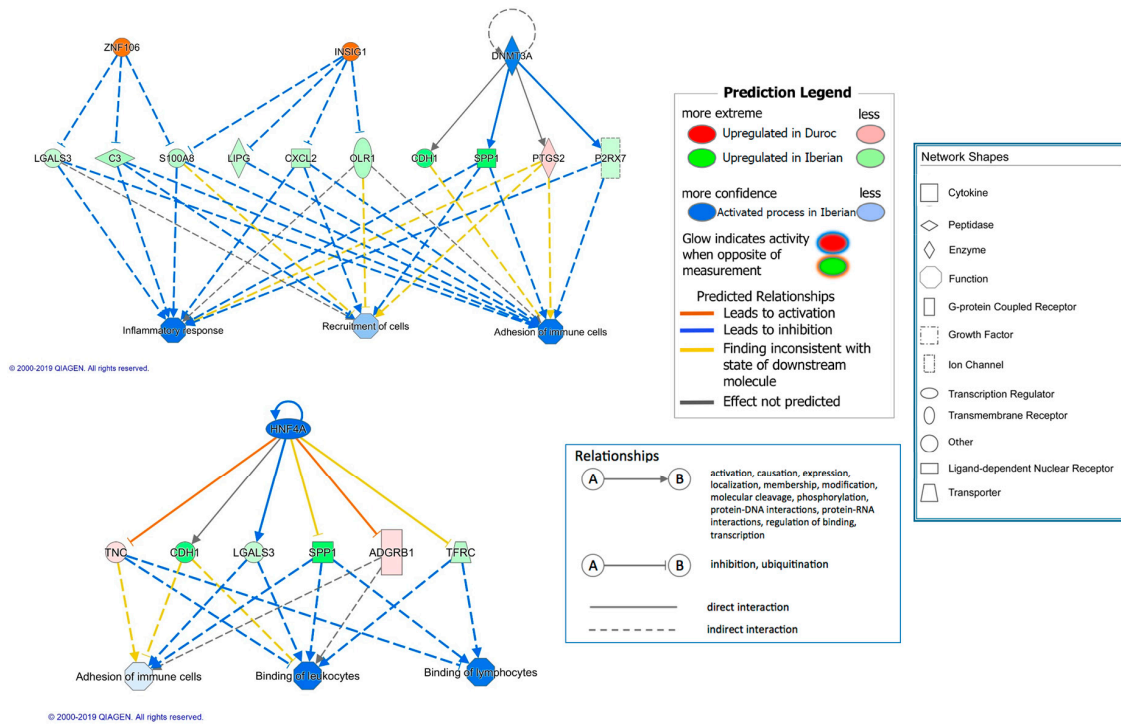 ZNF106
INSIG1
DNMT3A
LGALS3
C3
S100A8
LIPG
CXCL2
OLR1
CDH1
SPP1
PTGS2
P2RX7
Inflammatory response
Recruitment of cells
Adhesion of immune cells
© 2000-2019 QIAGEN. All rights reserved.
HNF4A
TNC
CDH1
LGALS3
SPP1
ADGRB1
TFRC
Adhesion of immune cells
Binding of leukocytes
Binding of lymphocytes
© 2000-2019 QIAGEN. All rights reserved.
Prediction Legend
more extreme
less
Upregulated in Duroc
Upregulated in Iberian
more confidence
less
Activated process in Iberian
Glow indicates activity
when opposite of
measurement
Predicted Relationships
Leads to activation
Leads to inhibition
Finding inconsistent with
state of downstream
molecule
Effect not predicted
Relationships
A
B
activation, causation, expression,
localization, membership, modification,
molecular cleavage, phosphorylation,
protein-DNA interactions, protein-RNA
interactions, regulation of binding,
transcription
A
B
inhibition, ubiquitination
direct interaction
indirect interaction
Network Shapes
Cytokine
Peptidase
Enzyme
Function
G-protein Coupled Receptor
Growth Factor
Ion Channel
Transcription Regulator
Transmembrane Receptor
Other
Ligand-dependent Nuclear Receptor
Transporter